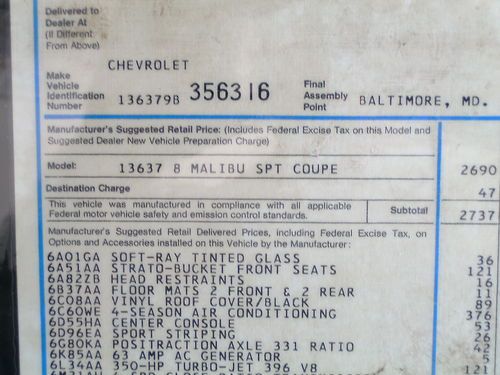 Delivered to
Dealer At
(If Different
From Above)
CHEVROLET
Make
Vehicle
Identification
Number
136379B 356316
Final
Assembly
Point
BALTIMORE, MD.
Manufacturer's Suggested Retail Price: (Includes Federal Excise Tax on this Model and
Suggested Dealer New Vehicle Preparation Charge)
Model: 13637 8 MALIBU SPT COUPE 2690
Destination Charge 47
This vehicle was manufactured in compliance with all applicable
Federal motor vehicle safety and emission control standards.
Subtotal 2737
Manufacturer's Suggested Retail Delivered Prices, including Federal Excise Tax, on
Options and Accessories installed on this Vehicle by the Manufacturer:
6A01GA SOFT-RAY TINTED GLASS 36
6A51AA STRATO-BUCKET FRONT SEATS 121
6A82ZB HEAD RESTRAINTS 16
6B37AA FLOOR MATS 2 FRONT & 2 REAR 11
6C08AA VINYL ROOF COVER/BLACK 89
6C60WE 4-SEASON AIR CONDITIONING 376
6D55HA CENTER CONSOLE 53
6D96EA SPORT STRIPING 26
6G80KA POSITRACTION AXLE 331 RATIO 42
6K85AA 63 AMP AC GENERATOR 5
6L34AA 350-HP TURBO-JET 396 V8 121